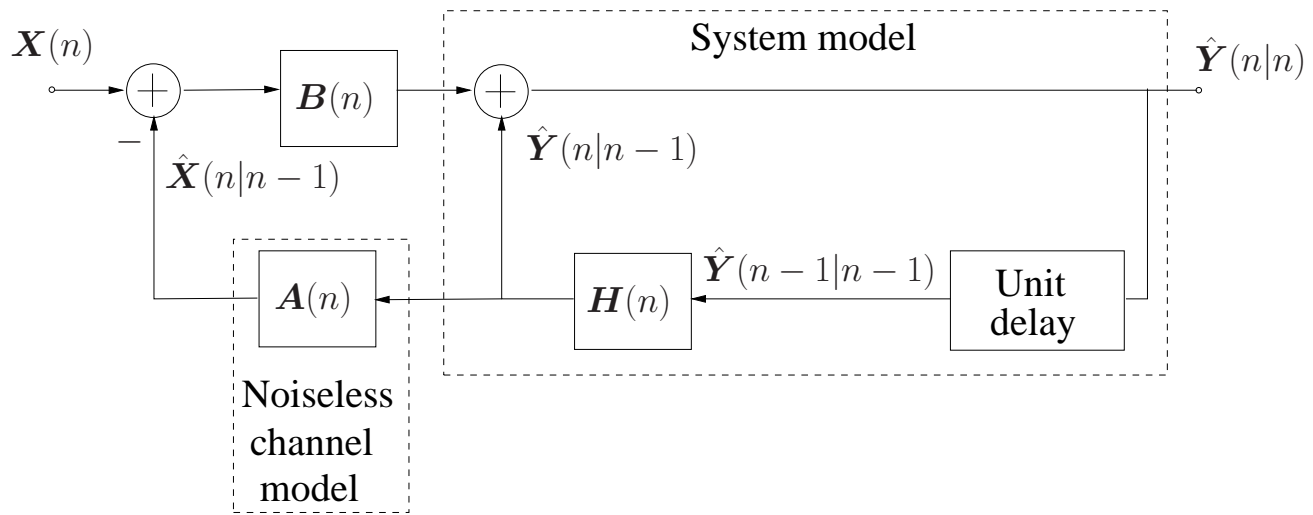 System model
X(n)
Ŷ(n|n)
+
B(n)
+
−
X̂(n|n − 1)
Ŷ(n|n − 1)
A(n)
H(n)
Ŷ(n − 1|n − 1)
Unit
delay
Noiseless
channel
model